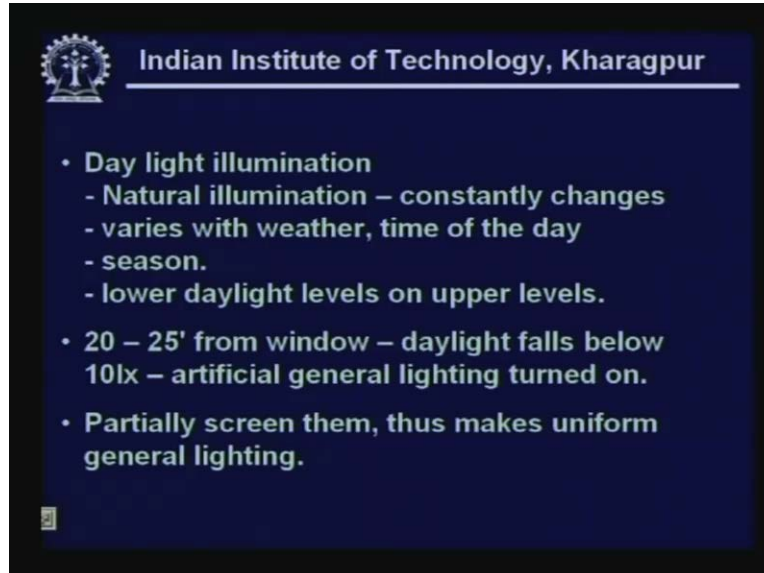 Indian Institute of Technology, Kharagpur
• Day light illumination
- Natural illumination – constantly changes
- varies with weather, time of the day
- season.
- lower daylight levels on upper levels.
• 20 – 25' from window – daylight falls below
10lx – artificial general lighting turned on.
• Partially screen them, thus makes uniform
general lighting.